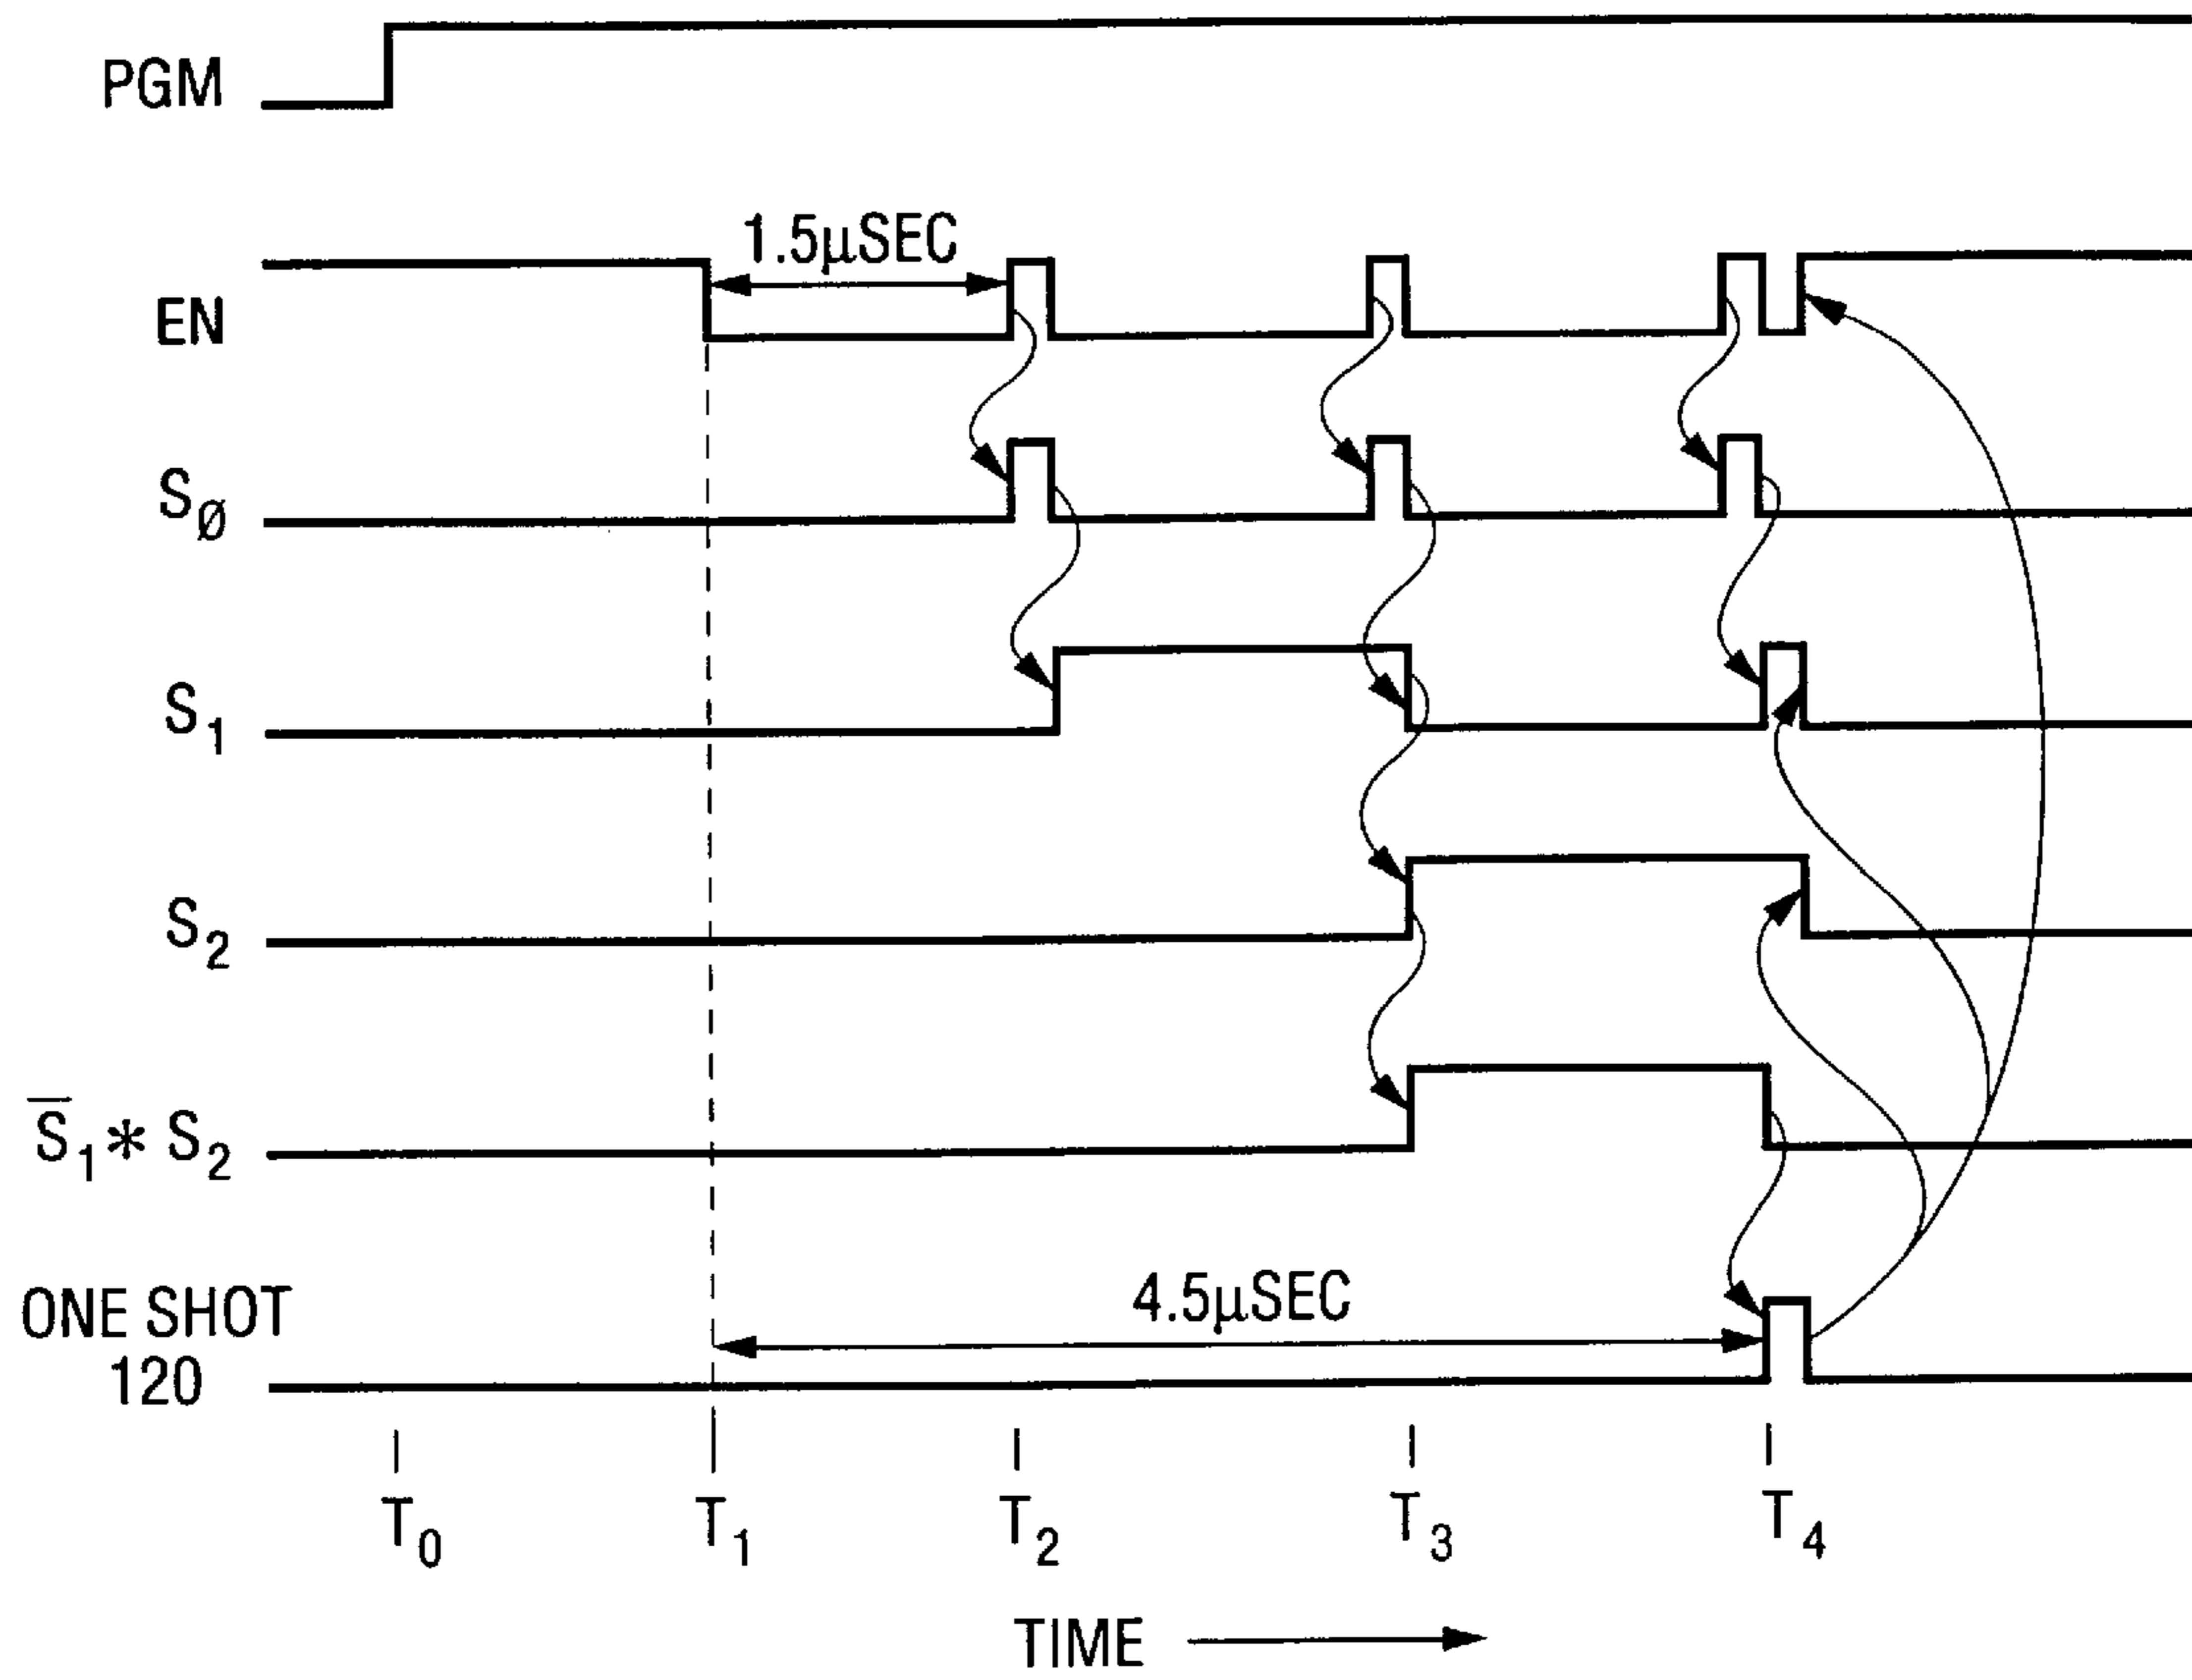 PGM
1.5µSEC
EN
SØ
S1
S2
S̅1* S2
4.5µSEC
ONE SHOT
120
T0 T1 T2 T3 T4
TIME